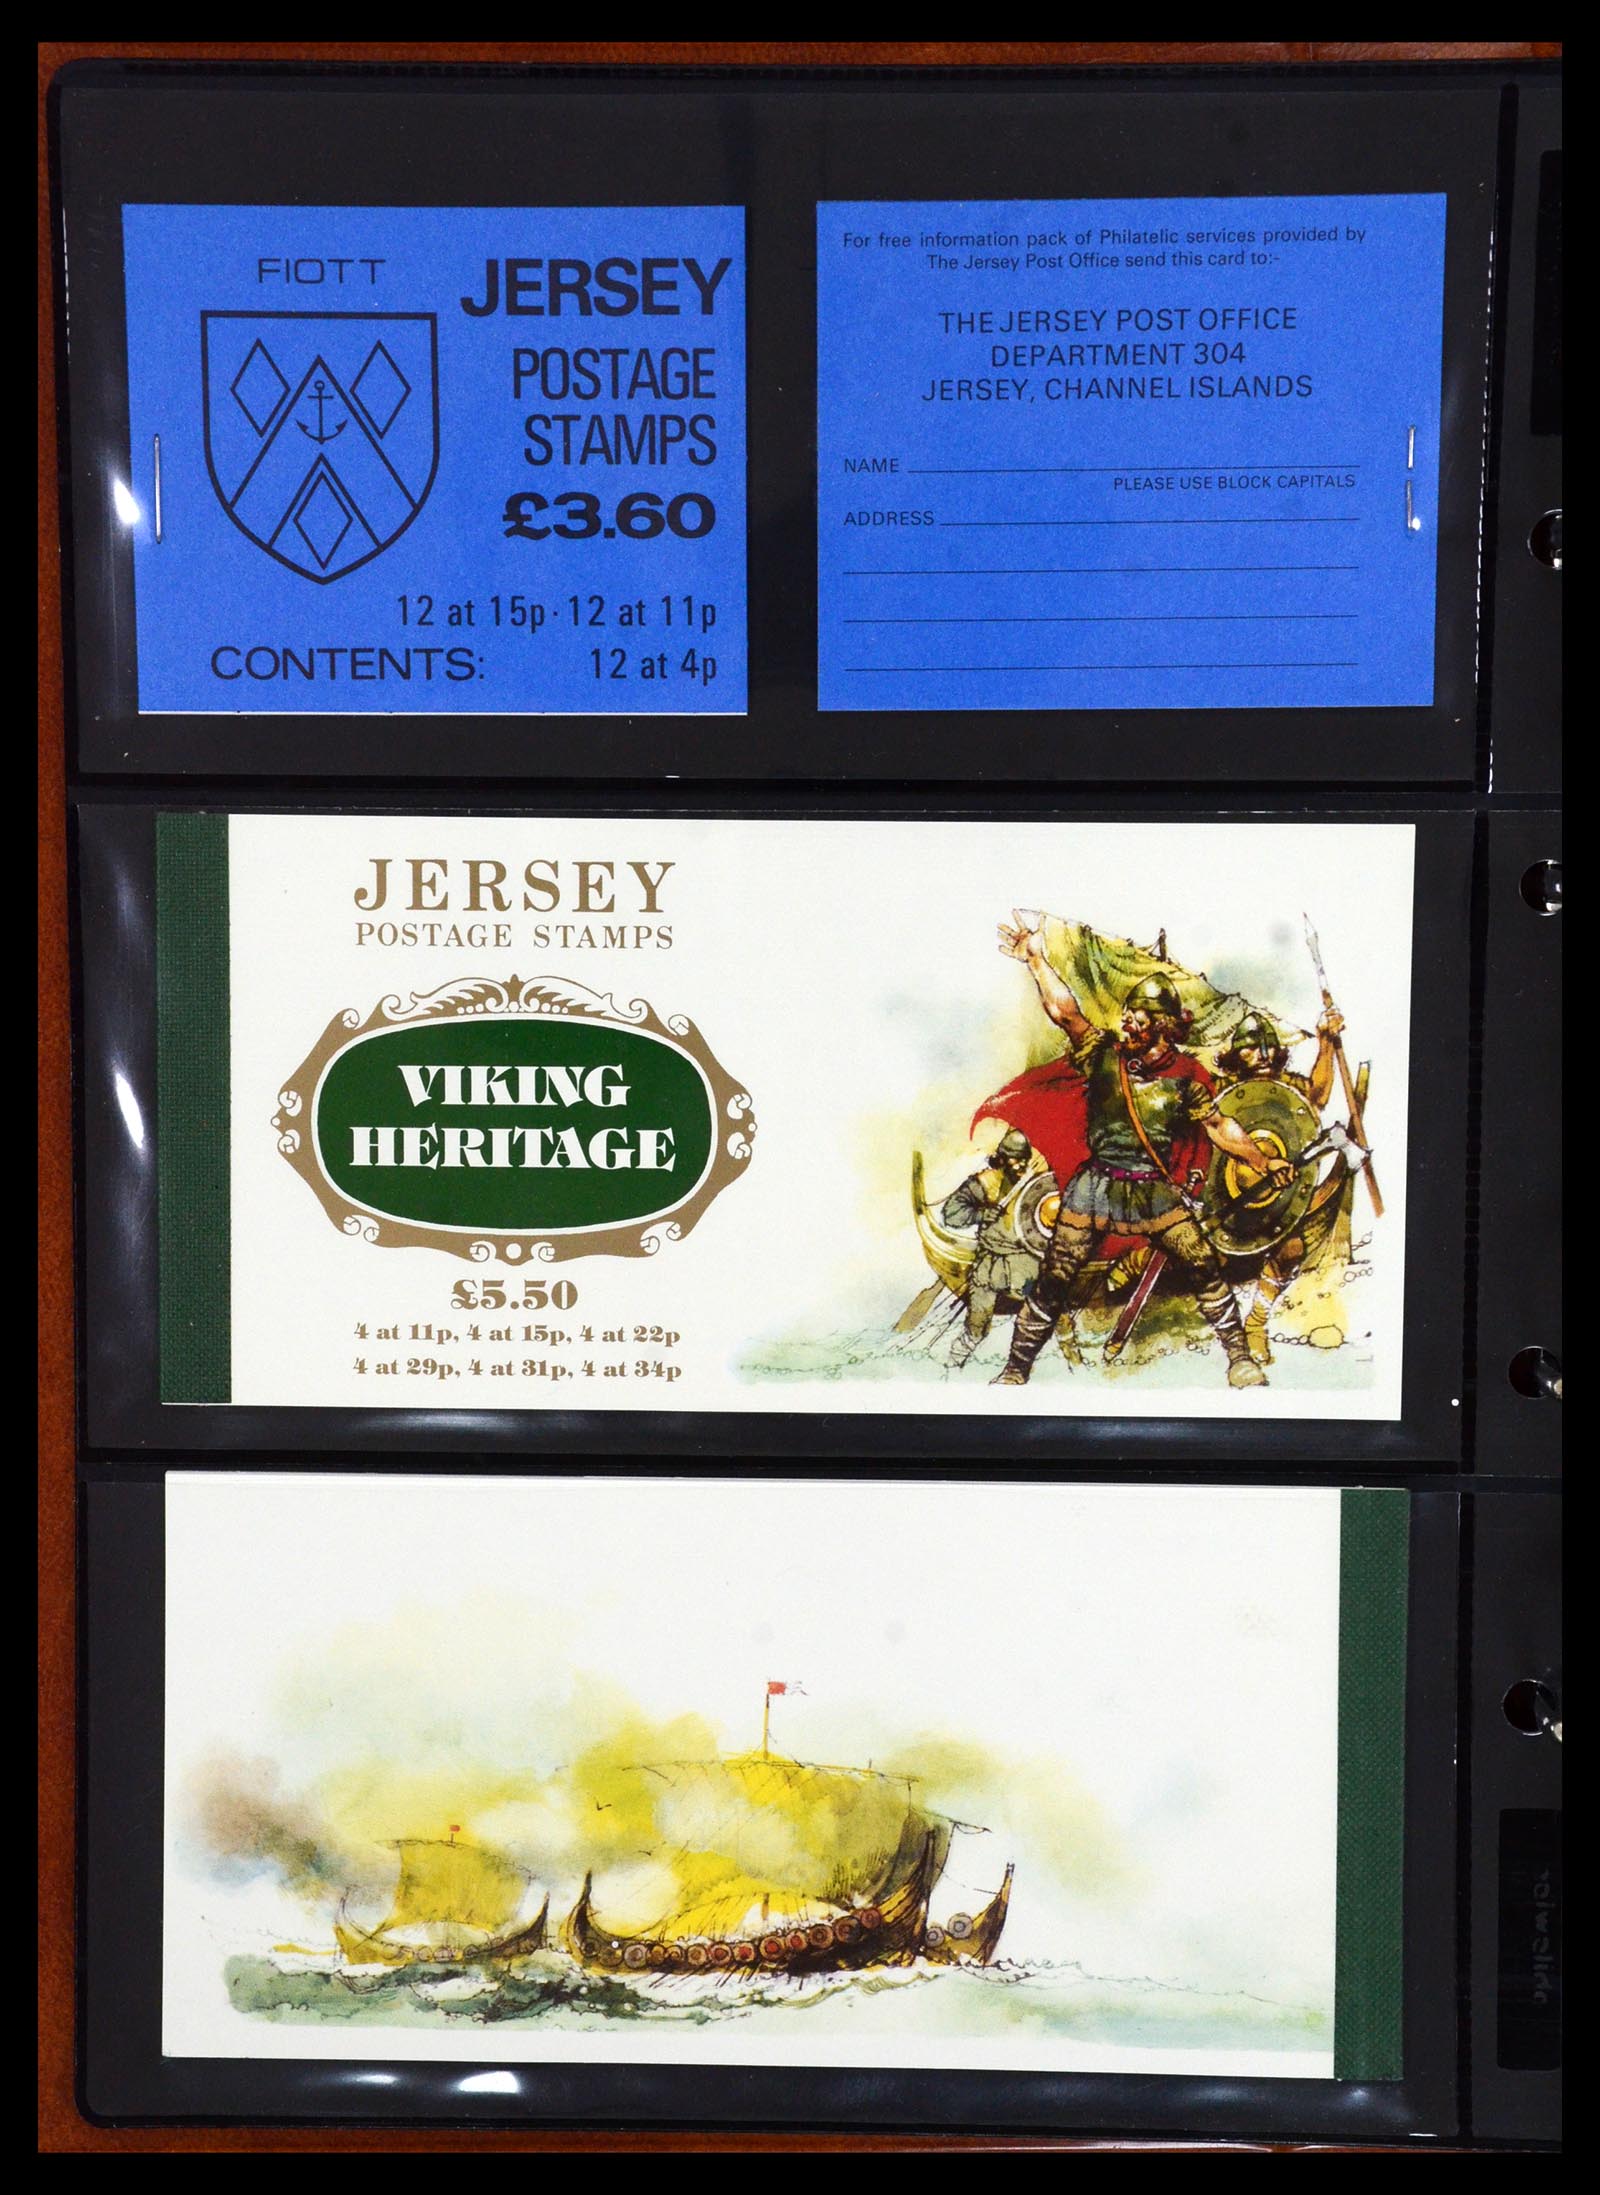 FIOTT
JERSEY
POSTAGE
STAMPS
£3.60
12 at 15p · 12 at 11p
CONTENTS: 12 at 4p
For free information pack of Philatelic services provided by
The Jersey Post Office send this card to:-
THE JERSEY POST OFFICE
DEPARTMENT 304
JERSEY, CHANNEL ISLANDS
NAME
PLEASE USE BLOCK CAPITALS
ADDRESS
JERSEY
POSTAGE STAMPS
VIKING
HERITAGE
£5.50
4 at 11p, 4 at 15p, 4 at 22p
4 at 29p, 4 at 31p, 4 at 34p